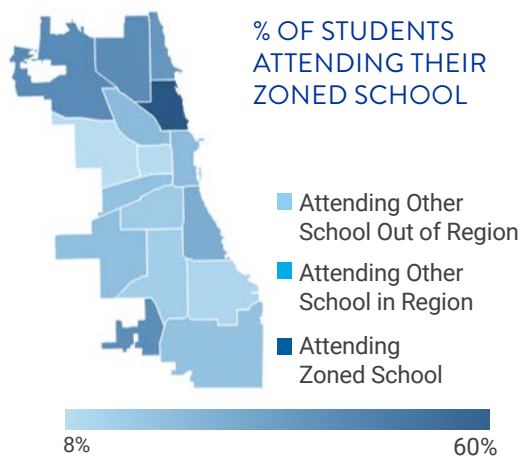 % OF STUDENTS
ATTENDING THEIR
ZONED SCHOOL
Attending Other
School Out of Region
Attending Other
School in Region
Attending
Zoned School
8%
60%